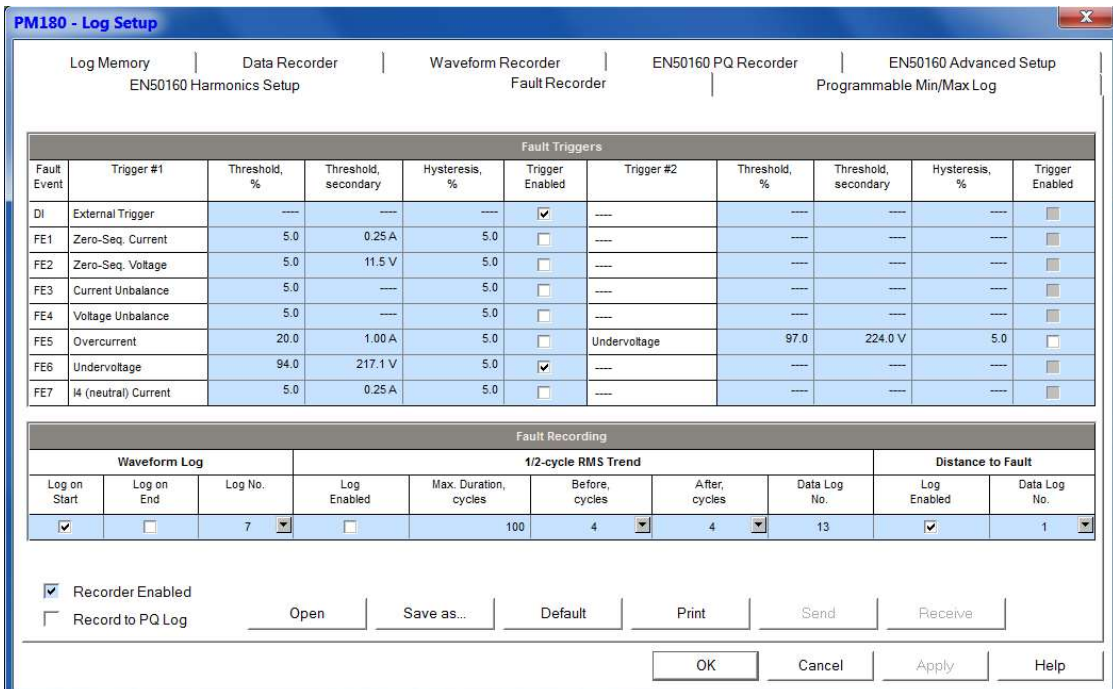 PM180 - Log Setup
X
Log Memory Data Recorder Waveform Recorder EN50160 PQ Recorder EN50160 Advanced Setup
EN50160 Harmonics Setup Fault Recorder Programmable Min/Max Log
Fault Triggers
Fault Event Trigger #1 Threshold, % Threshold, secondary Hysteresis, % Trigger Enabled Trigger #2 Threshold, % Threshold, secondary Hysteresis, % Trigger Enabled
DI External Trigger ---- ---- ---- ---- ---- ---- ----
FE1 Zero-Seq. Current 5.0 0.25 A 5.0 ---- ---- ---- ----
FE2 Zero-Seq. Voltage 5.0 11.5 V 5.0 ---- ---- ---- ----
FE3 Current Unbalance 5.0 ---- 5.0 ---- ---- ---- ----
FE4 Voltage Unbalance 5.0 ---- 5.0 ---- ---- ---- ----
FE5 Overcurrent 20.0 1.00 A 5.0 Undervoltage 97.0 224.0 V 5.0
FE6 Undervoltage 94.0 217.1 V 5.0 ---- ---- ---- ----
FE7 I4 (neutral) Current 5.0 0.25 A 5.0 ---- ---- ---- ----
Fault Recording
Waveform Log 1/2-cycle RMS Trend Distance to Fault
Log on Start Log on End Log No. Log Enabled Max. Duration, cycles Before, cycles After, cycles Data Log No. Log Enabled Data Log No.
7 100 4 4 13 1
Recorder Enabled
Record to PQ Log
Open Save as... Default Print Send Receive
OK Cancel Apply Help